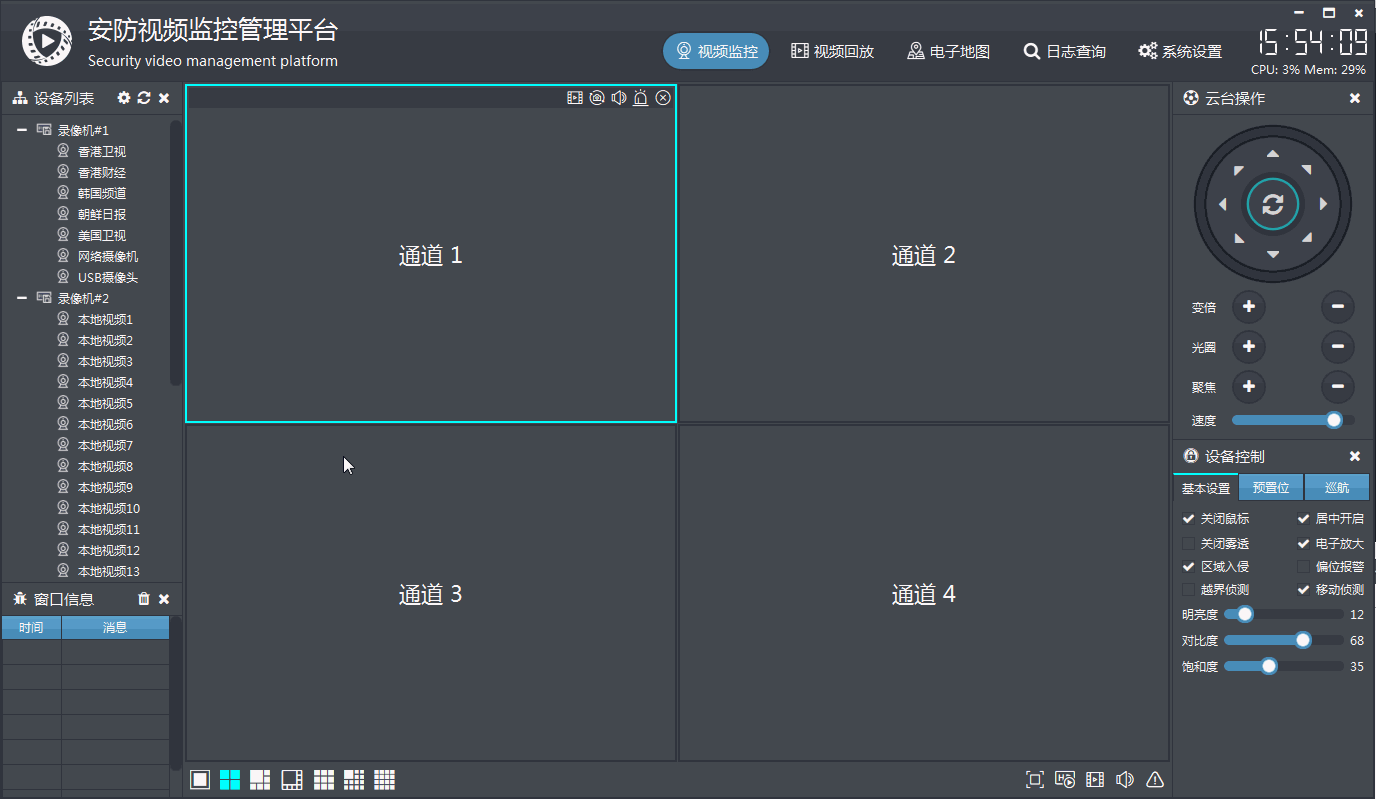 安防视频监控管理平台
Security video management platform
视频监控
视频回放
电子地图
日志查询
系统设置
15:54:09
CPU: 3% Mem: 29%
设备列表
录像机#1
香港卫视
香港财经
韩国频道
朝鲜日报
美国卫视
网络摄像机
USB摄像头
录像机#2
本地视频1
本地视频2
本地视频3
本地视频4
本地视频5
本地视频6
本地视频7
本地视频8
本地视频9
本地视频10
本地视频11
本地视频12
本地视频13
窗口信息
时间 消息
通道 1
通道 2
通道 3
通道 4
云台操作
变倍
光圈
聚焦
速度
设备控制
基本设置 预置位 巡航
关闭鼠标 居中开启
关闭雾透 电子放大
区域入侵 偏位报警
越界侦测 移动侦测
明亮度 12
对比度 68
饱和度 35